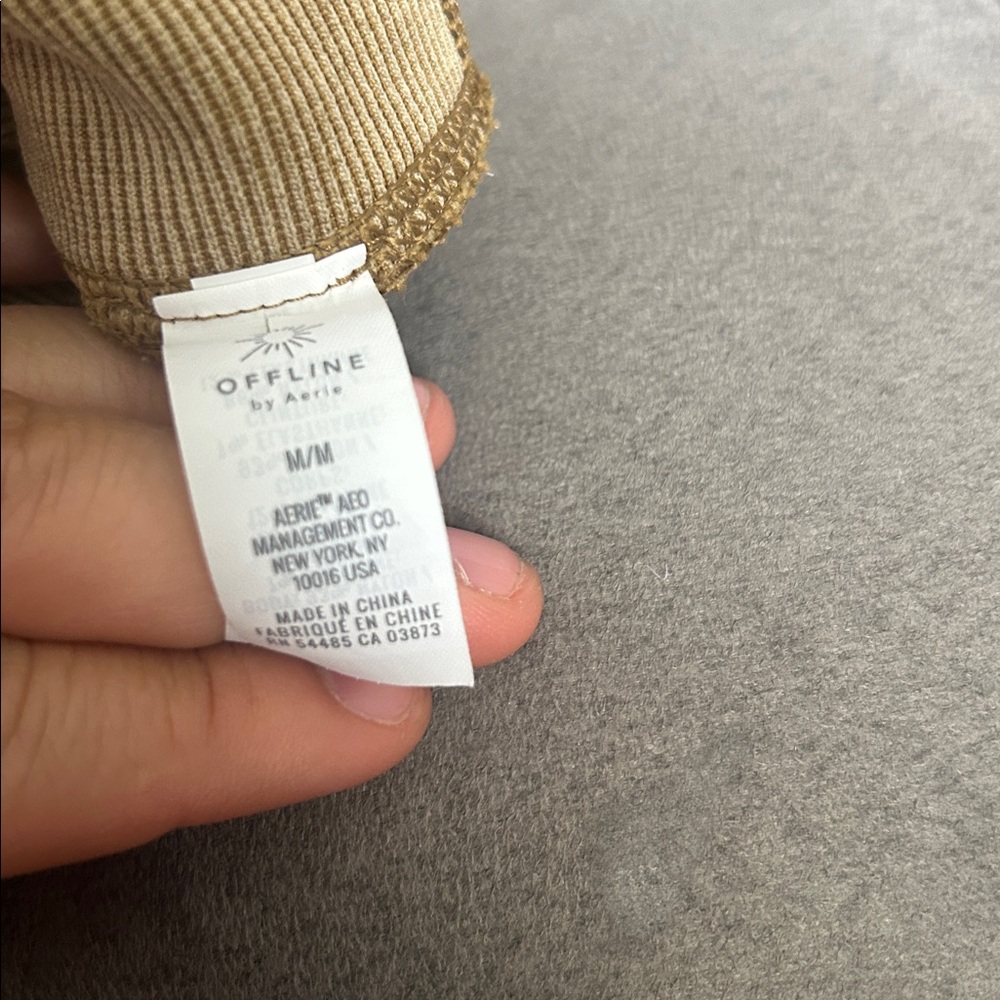 OFFLINE
by Aerie
M/M
AERIE™ AEO
MANAGEMENT CO.
NEW YORK, NY
10016 USA
MADE IN CHINA
FABRIQUÉ EN CHINE
RN 54485 CA 03873